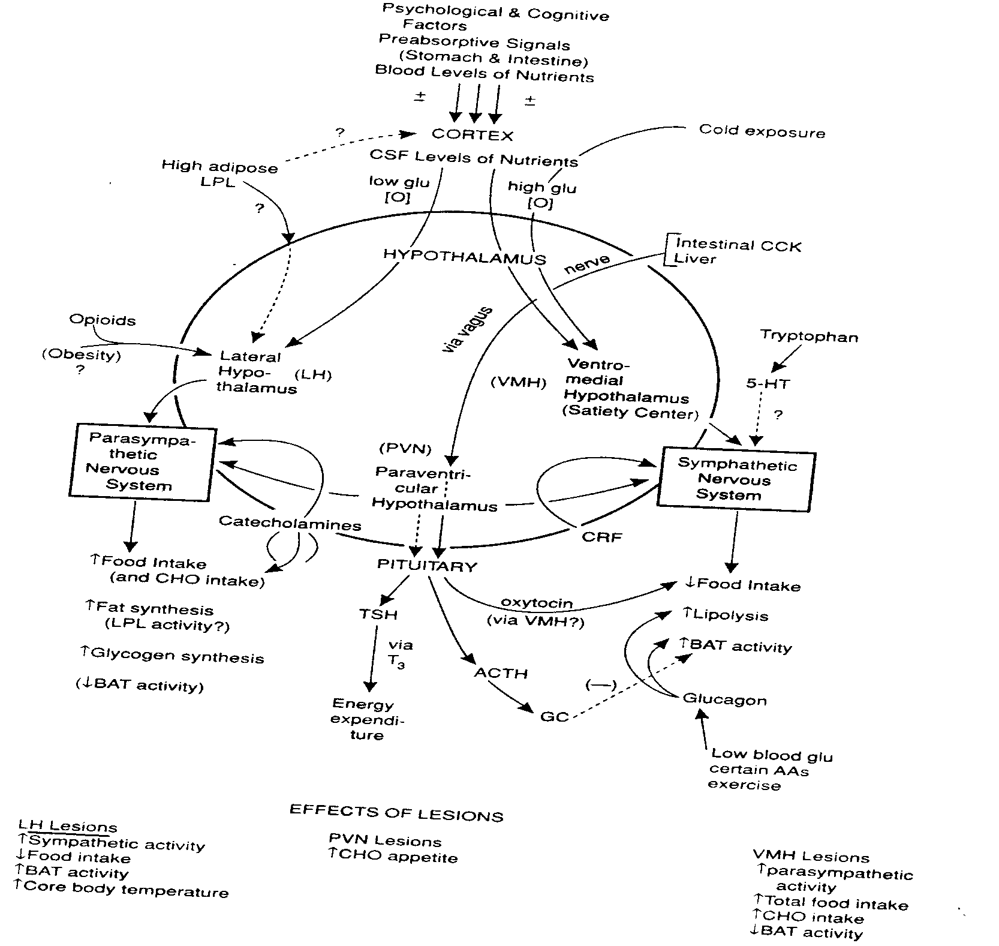 Psychological & Cognitive
Factors
Preabsorptive Signals
(Stomach & Intestine)
Blood Levels of Nutrients
±
±
?
CORTEX
Cold exposure
CSF Levels of Nutrients
High adipose
LPL
low glu
[O]
high glu
[O]
?
HYPOTHALAMUS
nerve
Intestinal CCK
Liver
via vagus
Opioids
(Obesity)
?
Lateral
Hypo-
thalamus
(LH)
(VMH)
Ventro-
medial
Hypothalamus
(Satiety Center)
Tryptophan
5-HT
?
Parasympa-
thetic
Nervous
System
(PVN)
Paraventri-
cular
Hypothalamus
Symphathetic
Nervous
System
Catecholamines
CRF
PITUITARY
↑Food Intake
(and CHO intake)
↑Fat synthesis
(LPL activity?)
↑Glycogen synthesis
(↓BAT activity)
TSH
via
T3
Energy
expendi-
ture
oxytocin
(via VMH?)
ACTH
GC
(—)
↓Food Intake
↑Lipolysis
↑BAT activity
Glucagon
Low blood glu
certain AAs
exercise
EFFECTS OF LESIONS
LH Lesions
↑Sympathetic activity
↓Food intake
↑BAT activity
↑Core body temperature
PVN Lesions
↑CHO appetite
VMH Lesions
↑parasympathetic
activity
↑Total food intake
↑CHO intake
↓BAT activity